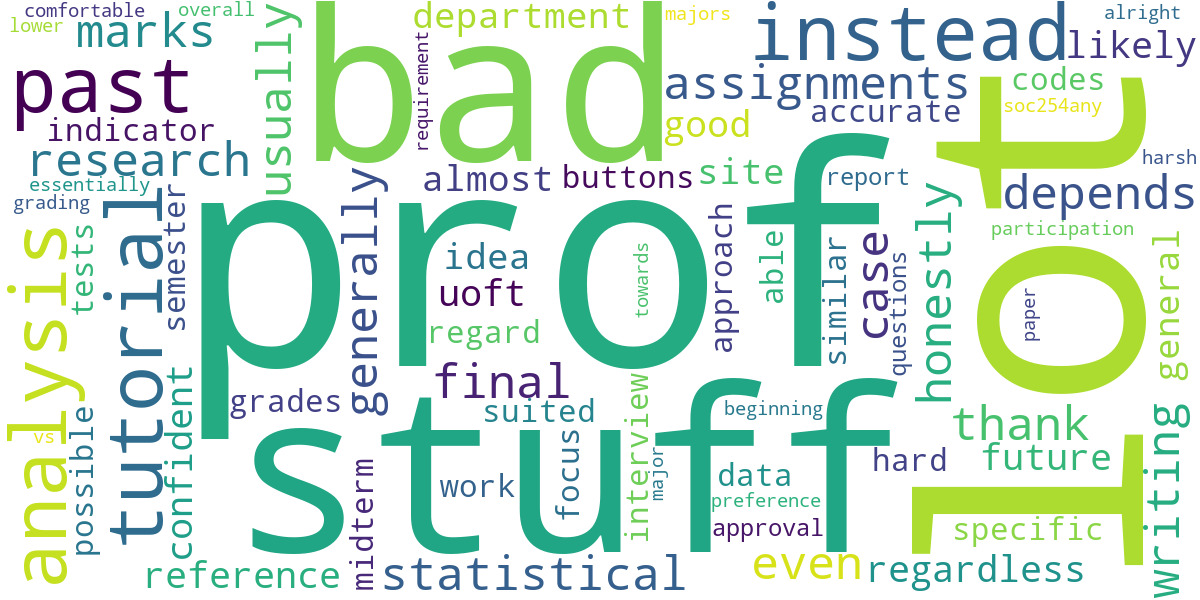 comfortable
overall
lower
marks
bad
department
majors
instead
alright
likely
past
usually
requirement
assignments
codes
accurate
soc254any
indicator
good
research
harsh
essentially
almost
buttons
site
report
depends
grading
prof
lot
tutorial
semester
generally
participation
analysis
tests
idea
uoft
towards
approach
able
similar
case
questions
honestly
paper
general
regard
final
grades
suited
interview
beginning
thank
writing
vs
possible
confident
stuff
focus
major
hard
future
midterm
work
data
preference
approval
specific
reference
statistical
even
regardless